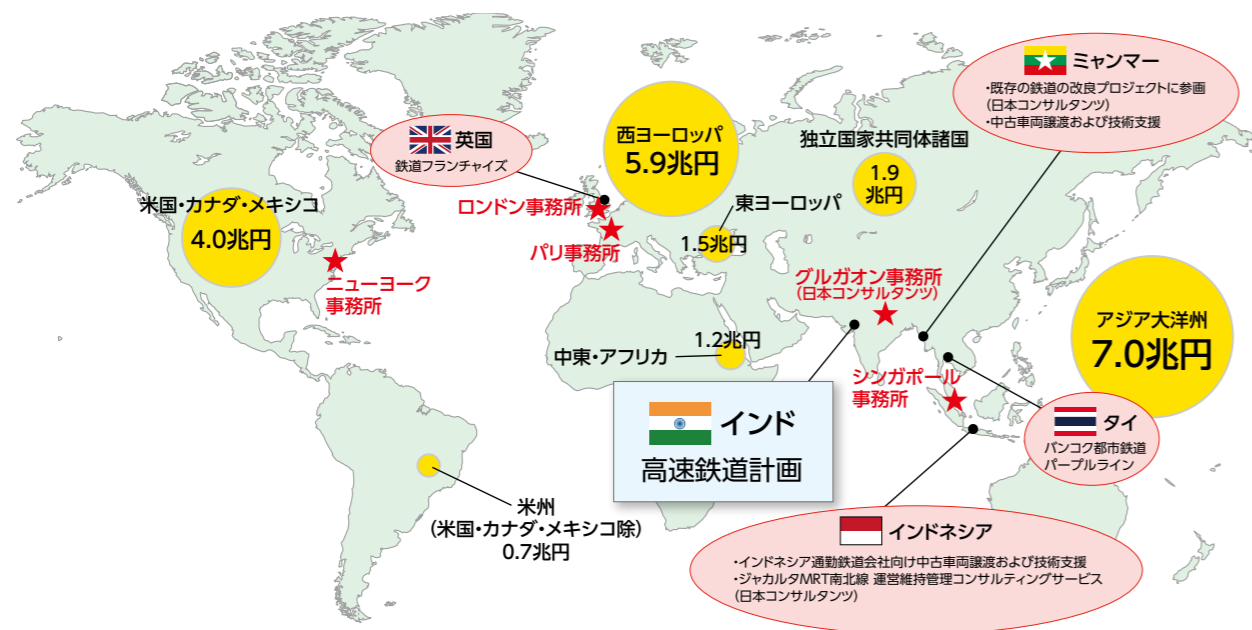 ミャンマー
・既存の鉄道の改良プロジェクトに参画
(日本コンサルタンツ)
・中古車両譲渡および技術支援
英国
鉄道フランチャイズ
西ヨーロッパ
5.9兆円
独立国家共同体諸国
1.9
兆円
米国・カナダ・メキシコ
4.0兆円
ロンドン事務所
パリ事務所
東ヨーロッパ
1.5兆円
ニューヨーク
事務所
グルガオン事務所
(日本コンサルタンツ)
アジア大洋州
7.0兆円
1.2兆円
中東・アフリカ
シンガポール
事務所
インド
高速鉄道計画
タイ
バンコク都市鉄道
パープルライン
米州
(米国・カナダ・メキシコ除)
0.7兆円
インドネシア
・インドネシア通勤鉄道会社向け中古車両譲渡および技術支援
・ジャカルタMRT南北線 運営維持管理コンサルティングサービス
(日本コンサルタンツ)